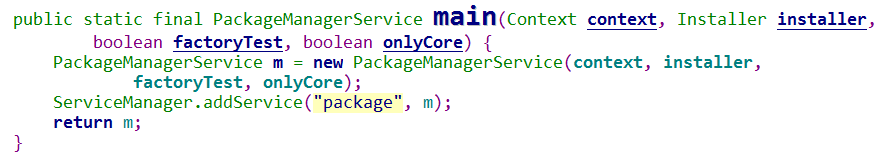 public static final PackageManagerService main(Context context, Installer installer,
        boolean factoryTest, boolean onlyCore) {
    PackageManagerService m = new PackageManagerService(context, installer,
            factoryTest, onlyCore);
    ServiceManager.addService("package", m);
    return m;
}